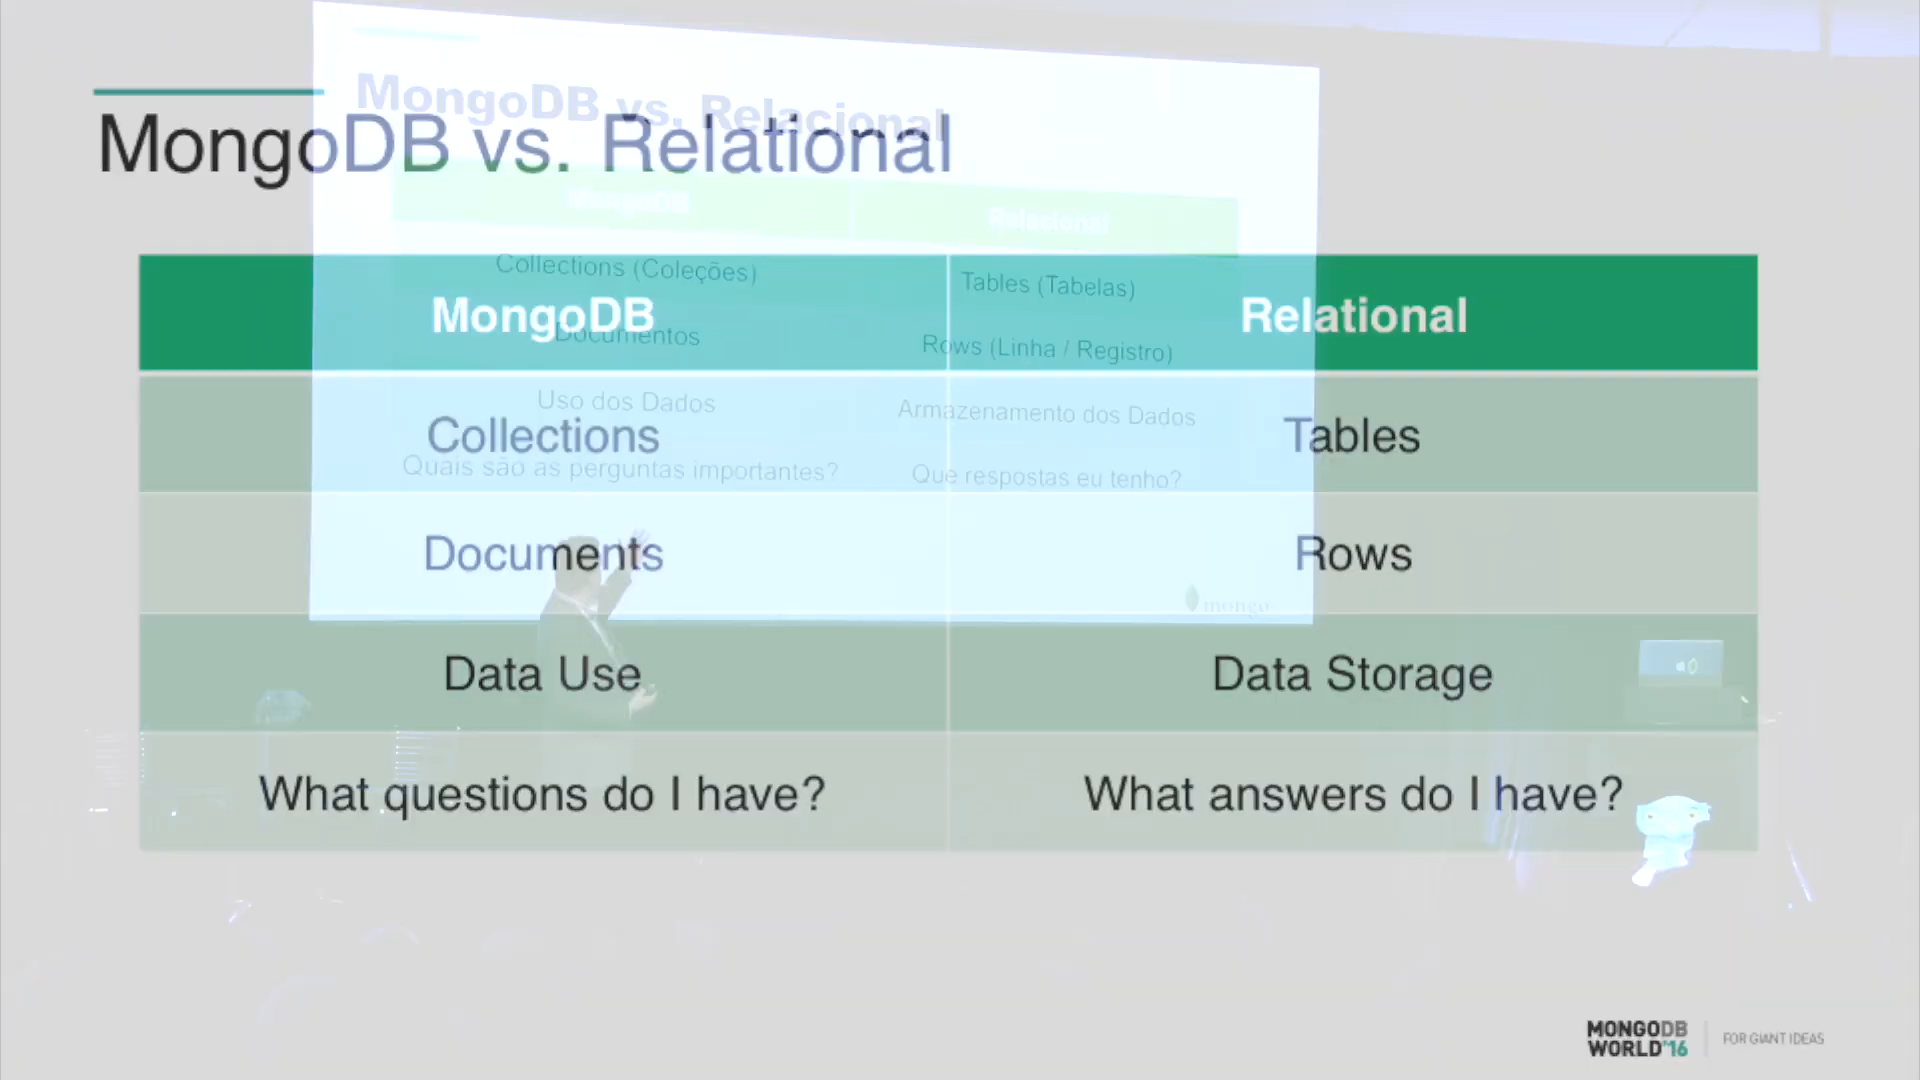 MongoDB vs. Relational
MongoDB Relational
Collections Tables
Documents Rows
Data Use Data Storage
What questions do I have? What answers do I have?
MongoDB vs. Relacional
MongoDB Relacional
Collections (Coleções) Tables (Tabelas)
Documentos Rows (Linha / Registro)
Uso dos Dados Armazenamento dos Dados
Quais são as perguntas importantes? Que respostas eu tenho?
mongo
MONGODB
WORLD'16
FOR GIANT IDEAS